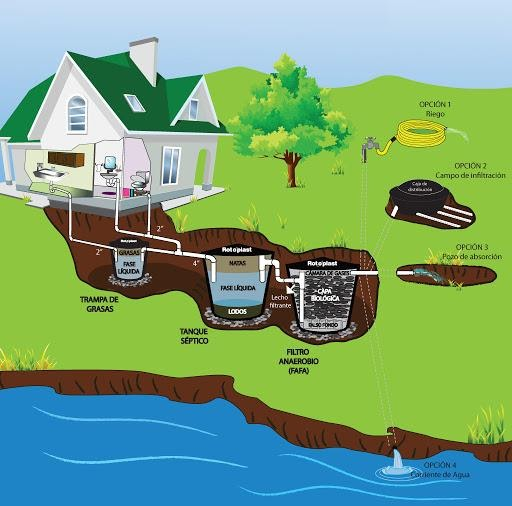 OPCIÓN 1
Riego
OPCIÓN 2
Campo de infiltración
Caja de
distribución
OPCIÓN 3
Pozo de absorción
2"
2"
4"
Rotoplast
GRASAS
FASE
LÍQUIDA
TRAMPA DE
GRASAS
Rotoplast
NATAS
FASE LÍQUIDA
LODOS
TANQUE
SÉPTICO
Rotoplast
CAMARA DE GASES
CAPA
BIOLÓGICA
FALSO FONDO
Lecho
filtrante
FILTRO
ANAEROBIO
(FAFA)
OPCIÓN 4
Corriente de Agua